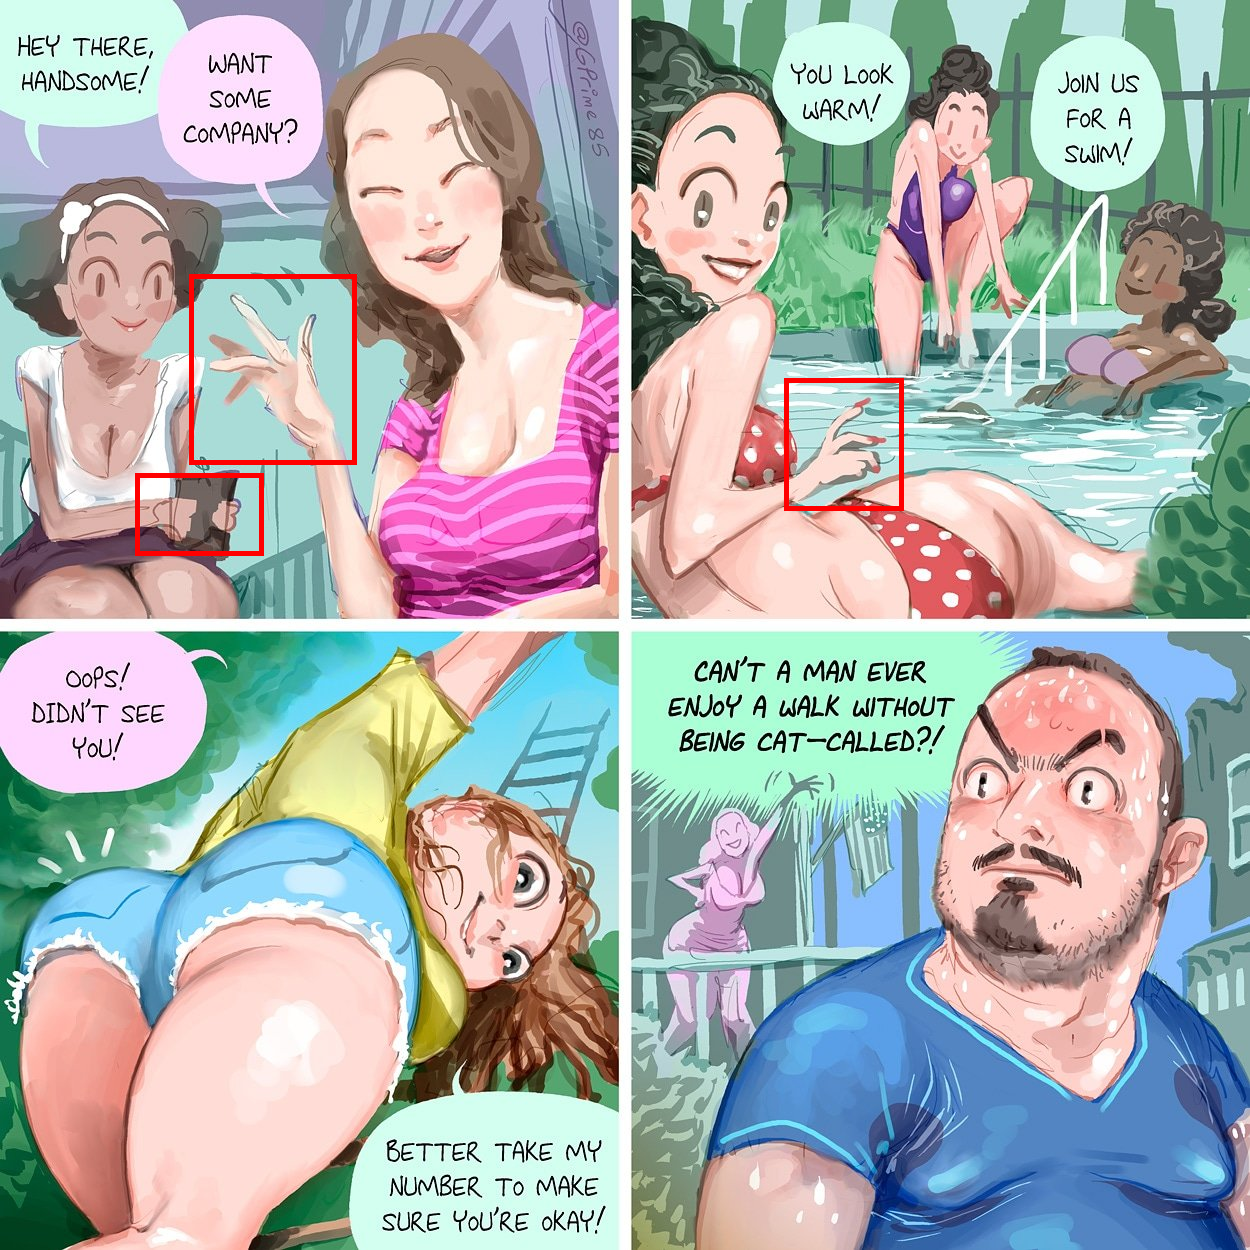 HEY THERE,
HANDSOME!
WANT
SOME
COMPANY?
@GPrime85
YOU LOOK
WARM!
JOIN US
FOR A
SWIM!
OOPS!
DIDN'T SEE
YOU!
BETTER TAKE MY
NUMBER TO MAKE
SURE YOU'RE OKAY!
CAN'T A MAN EVER
ENJOY A WALK WITHOUT
BEING CAT-CALLED?!